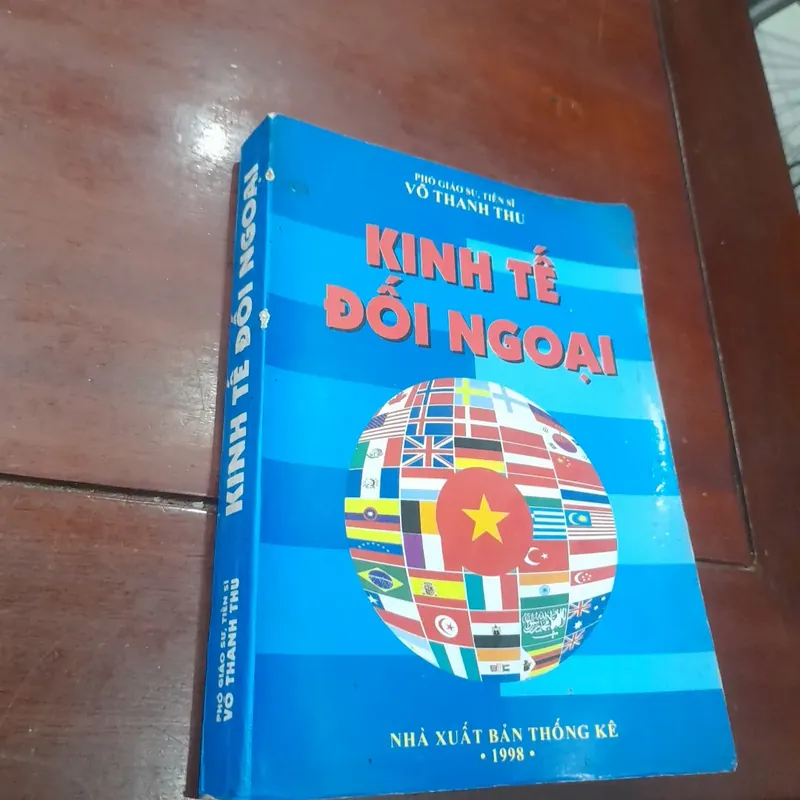 PHÓ GIÁO SƯ, TIẾN SĨ
VÕ THANH THU
KINH TẾ
ĐỐI NGOẠI
NHÀ XUẤT BẢN THỐNG KÊ
• 1998 •
PHÓ GIÁO SƯ, TIẾN SĨ
VÕ THANH THU
KINH TẾ ĐỐI NGOẠI